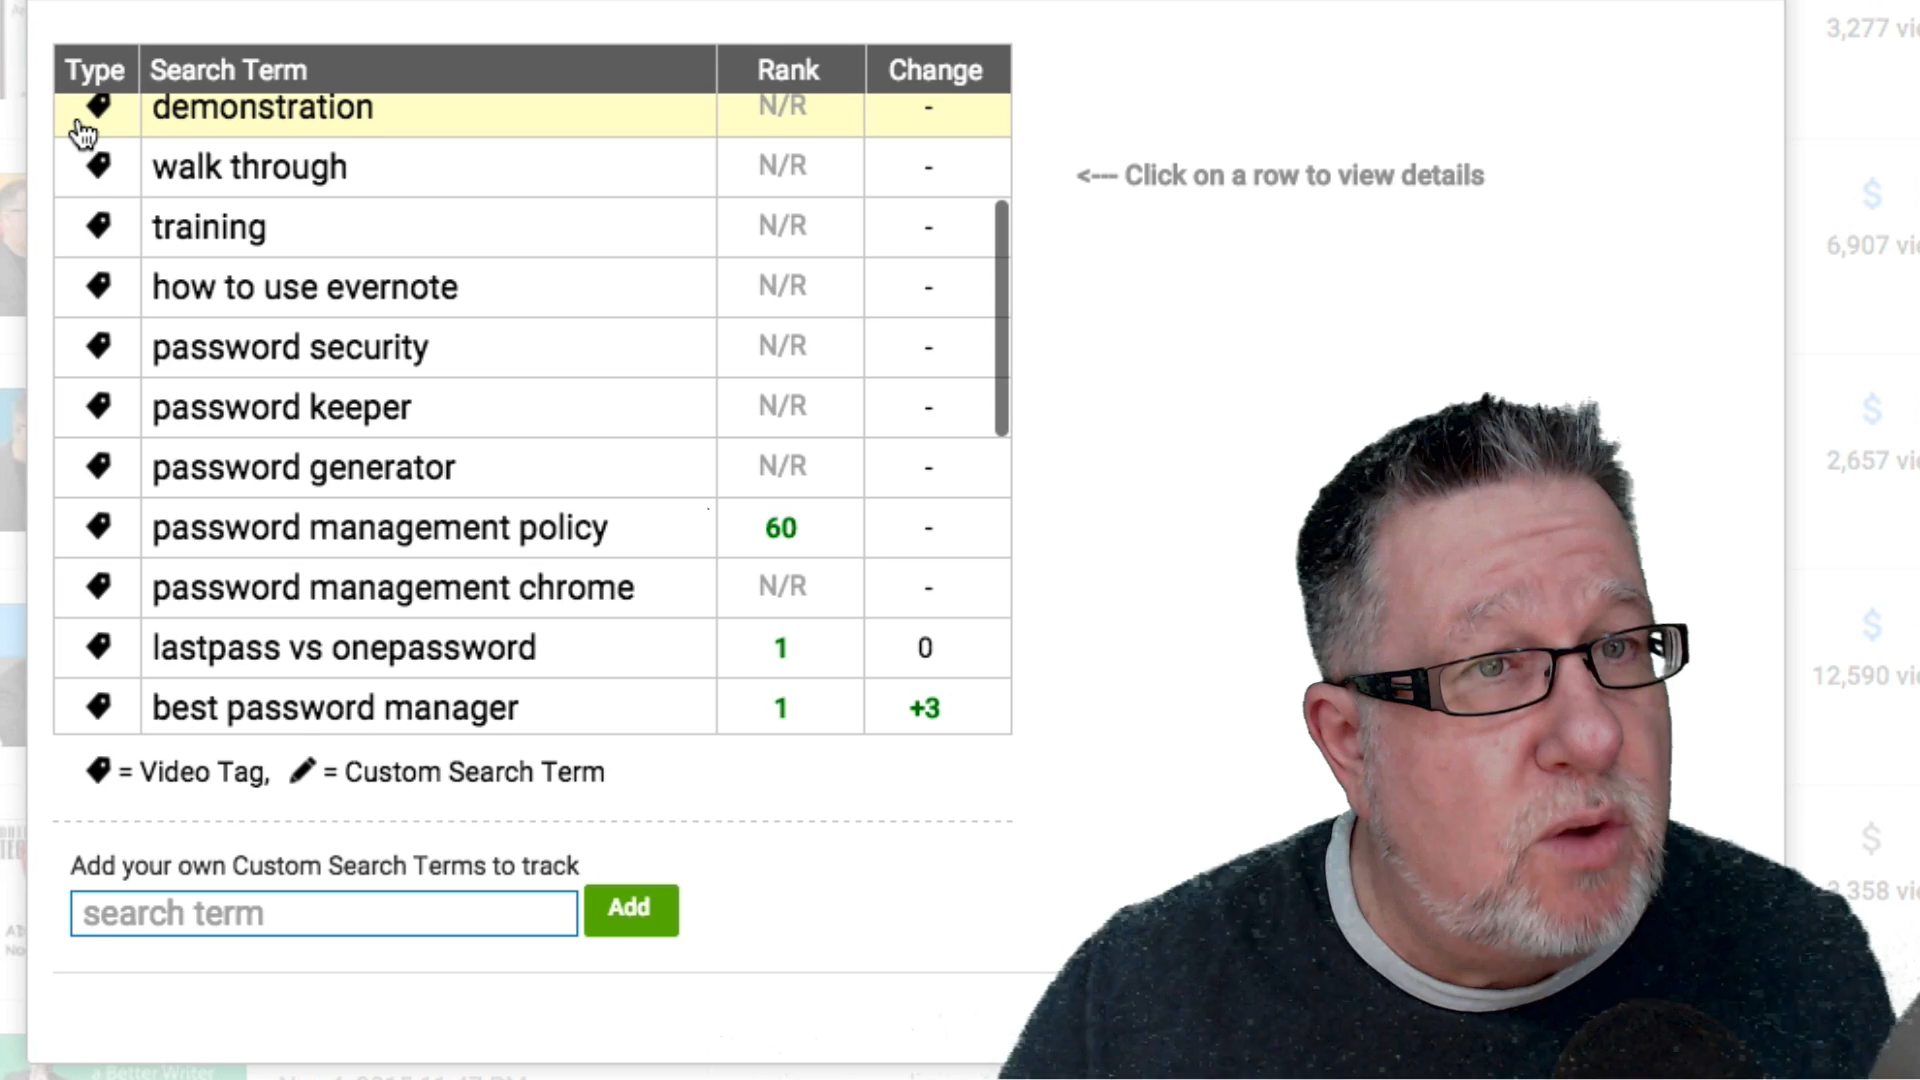 3,277
Type Search Term Rank Change
demonstration N/R -
walk through N/R -
<--- Click on a row to view details
training N/R -
6,907
how to use evernote N/R -
password security N/R -
password keeper N/R -
password generator N/R -
2,657
password management policy 60 -
password management chrome N/R -
lastpass vs onepassword 1 0
12,590
best password manager 1 +3
= Video Tag, = Custom Search Term
Add your own Custom Search Terms to track
search term Add
a Better Writer